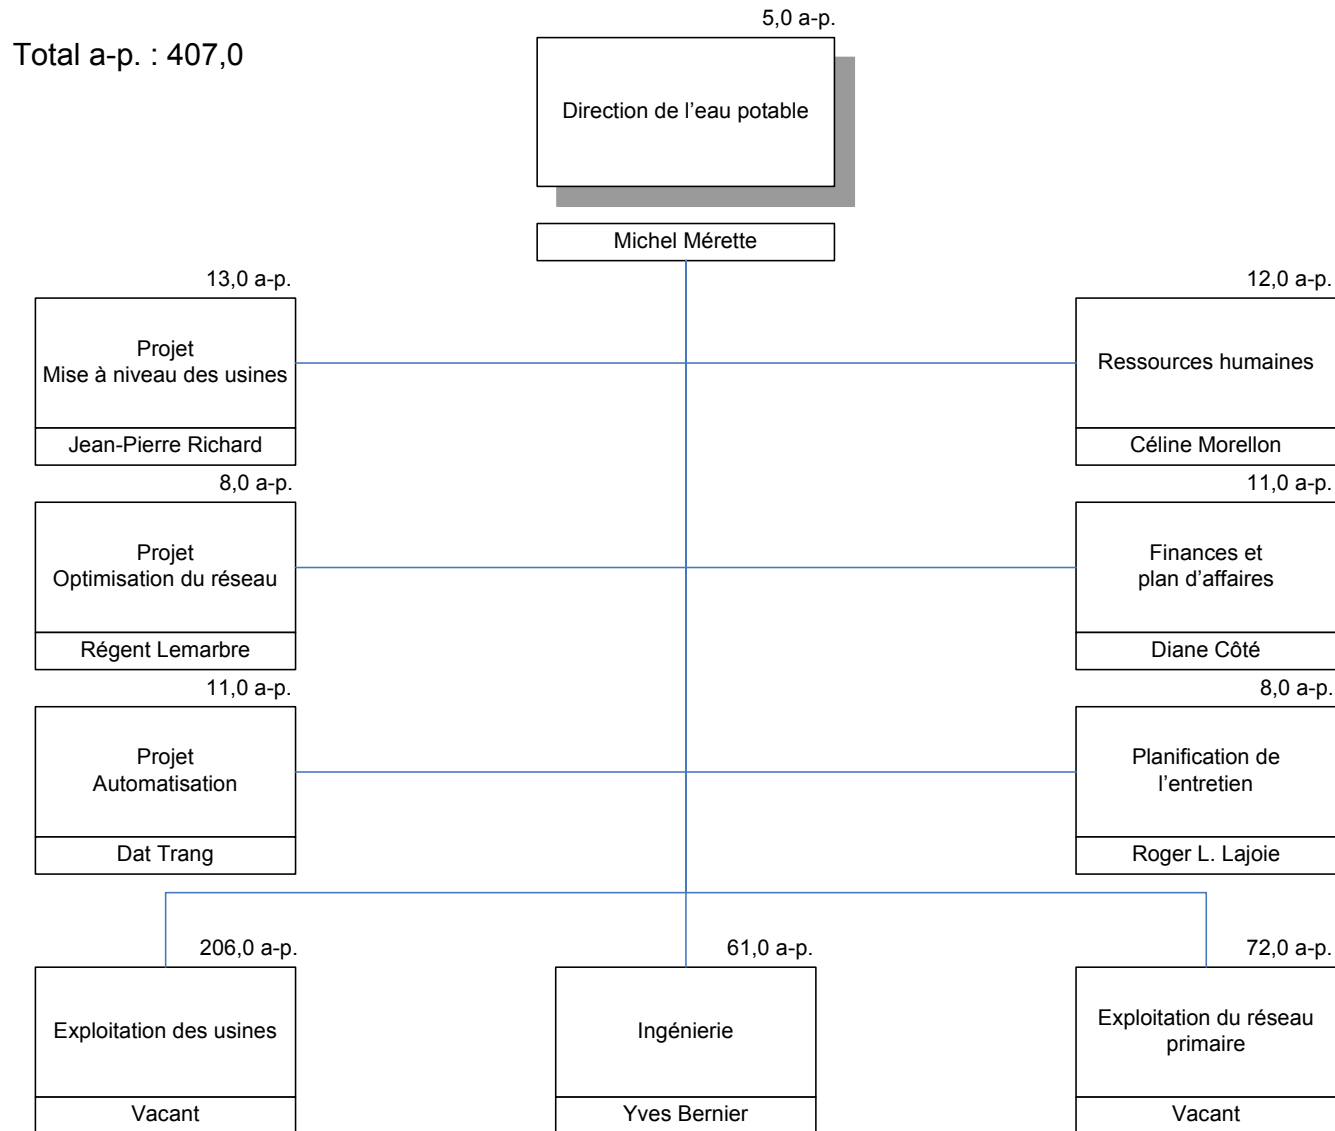 5,0 a-p.
Total a-p. : 407,0
Direction de l'eau potable
Michel Mérette
13,0 a-p.
Projet
Mise à niveau des usines
Jean-Pierre Richard
12,0 a-p.
Ressources humaines
Céline Morellon
8,0 a-p.
Projet
Optimisation du réseau
Régent Lemarbre
11,0 a-p.
Finances et
plan d'affaires
Diane Côté
11,0 a-p.
Projet
Automatisation
Dat Trang
8,0 a-p.
Planification de
l'entretien
Roger L. Lajoie
206,0 a-p.
Exploitation des usines
Vacant
61,0 a-p.
Ingénierie
Yves Bernier
72,0 a-p.
Exploitation du réseau
primaire
Vacant